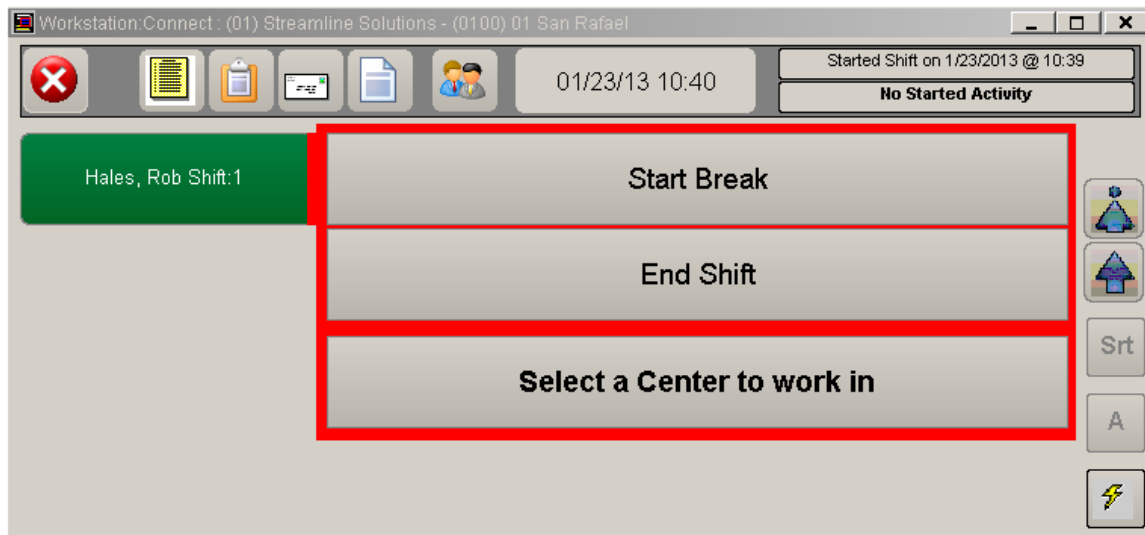 Workstation:Connect : (01) Streamline Solutions - (0100) 01 San Rafael
01/23/13 10:40
Started Shift on 1/23/2013 @ 10:39
No Started Activity
Hales, Rob Shift:1
Start Break
End Shift
Select a Center to work in
Srt
A